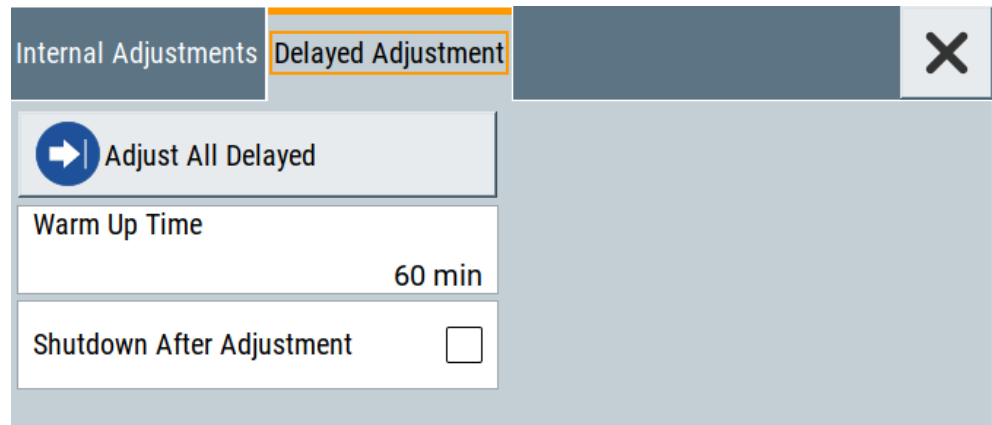 Internal Adjustments Delayed Adjustment
Adjust All Delayed
Warm Up Time
60 min
Shutdown After Adjustment